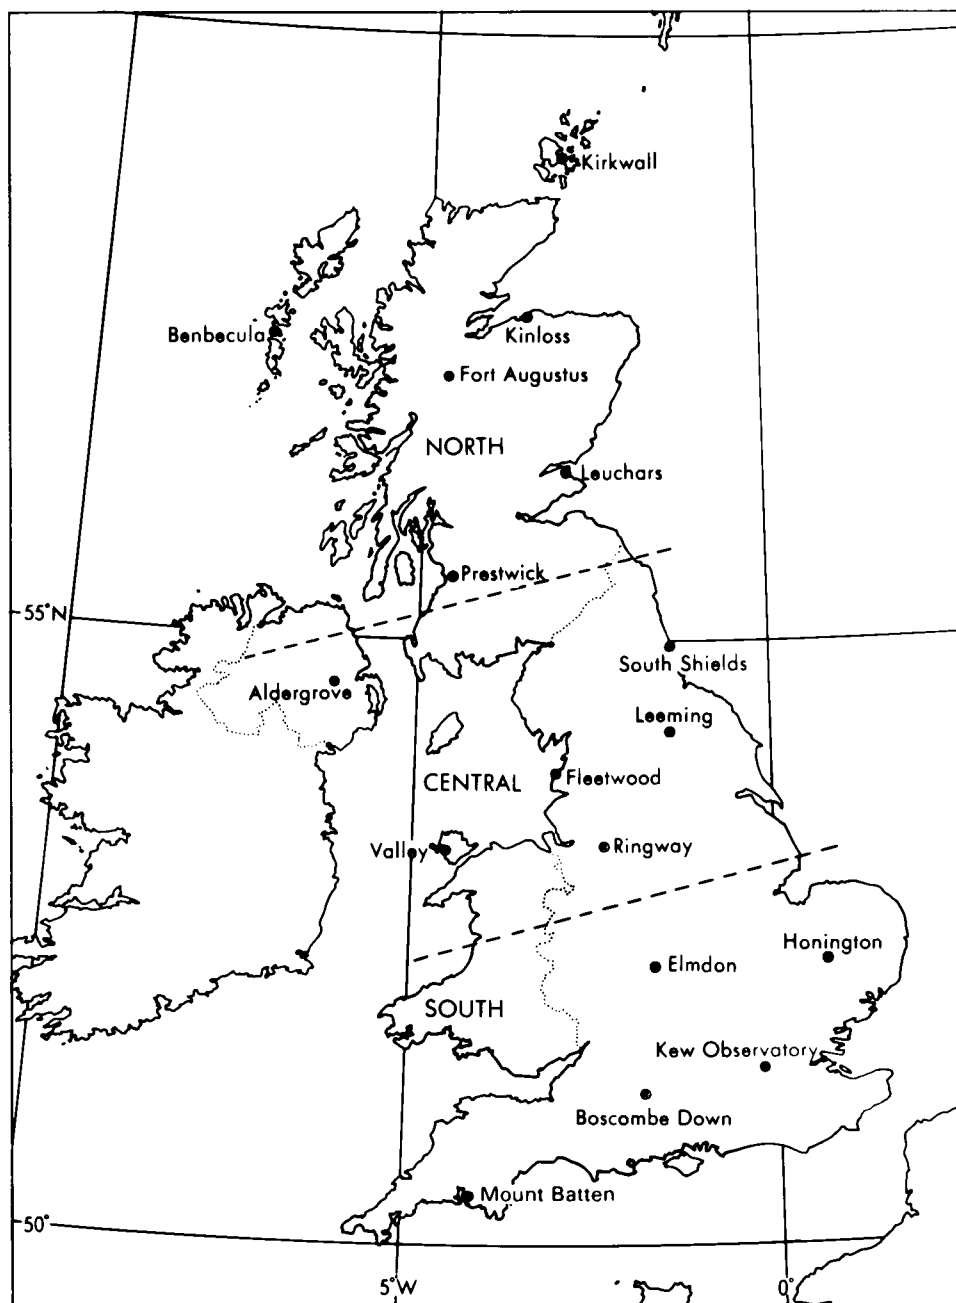 Kirkwall
Benbecula
Kinloss
Fort Augustus
NORTH
Leuchars
Prestwick
55°N
South Shields
Aldergrove
Leeming
CENTRAL
Fleetwood
Valley
Ringway
Honington
Elmdon
SOUTH
Kew Observatory
Boscombe Down
Mount Batten
50°
5°W
0°